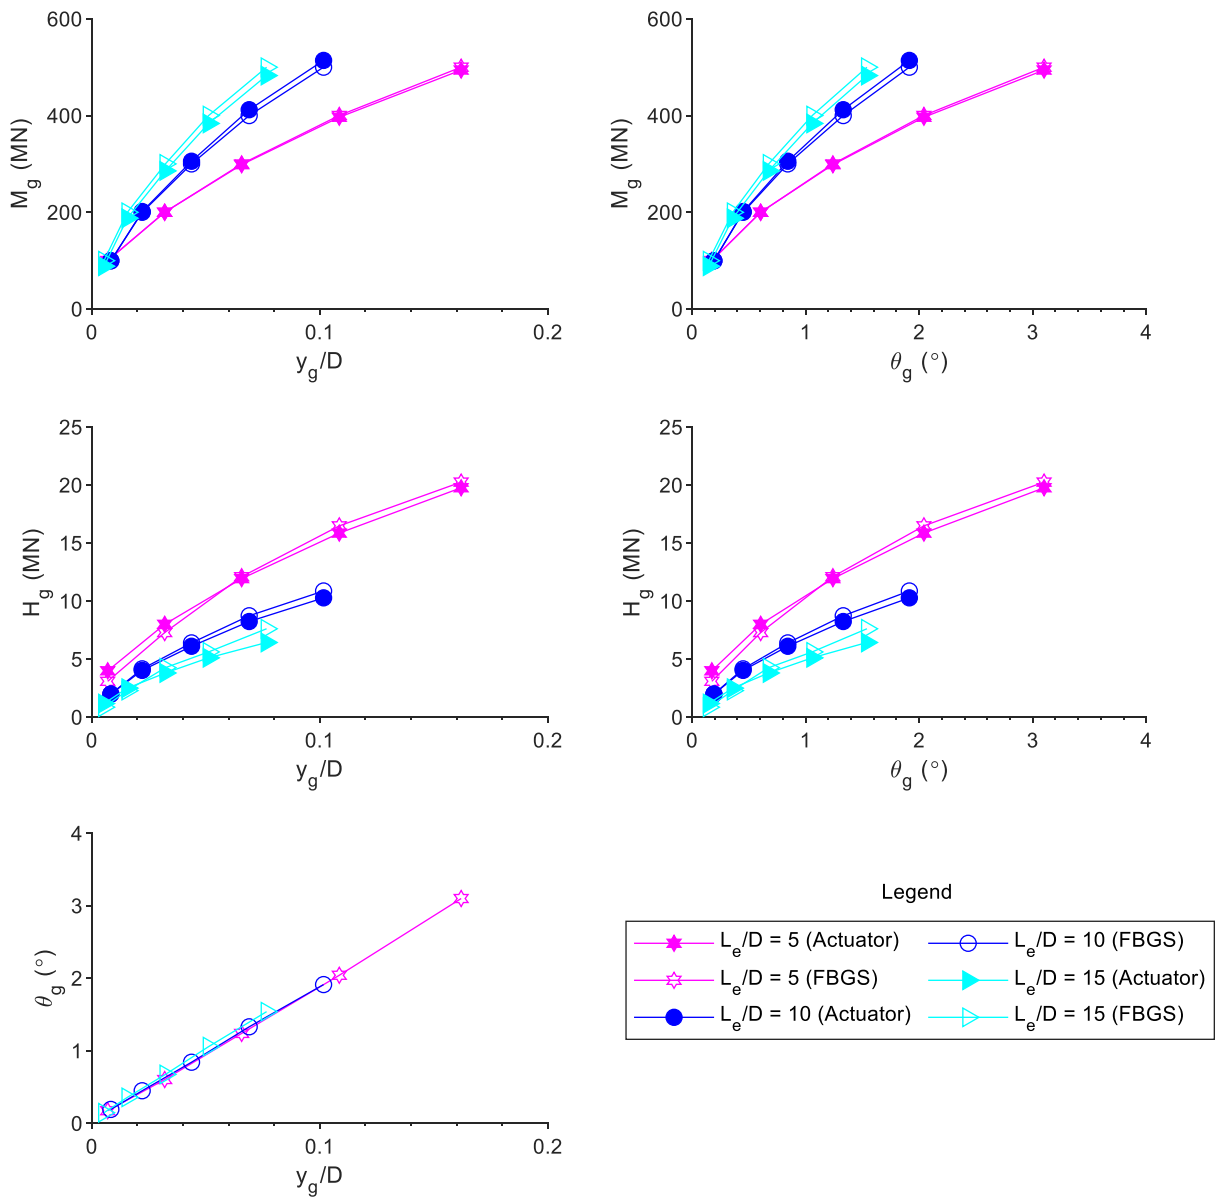 600
400
200
0
M_g (MN)
0 0.1 0.2
y_g/D
600
400
200
0
M_g (MN)
0 1 2 3 4
θ_g (°)
25
20
15
10
5
0
H_g (MN)
0 0.1 0.2
y_g/D
25
20
15
10
5
0
H_g (MN)
0 1 2 3 4
θ_g (°)
4
3
2
1
0
θ_g (°)
0 0.1 0.2
y_g/D
Legend
L_e/D = 5 (Actuator)
L_e/D = 5 (FBGS)
L_e/D = 10 (Actuator)
L_e/D = 10 (FBGS)
L_e/D = 15 (Actuator)
L_e/D = 15 (FBGS)